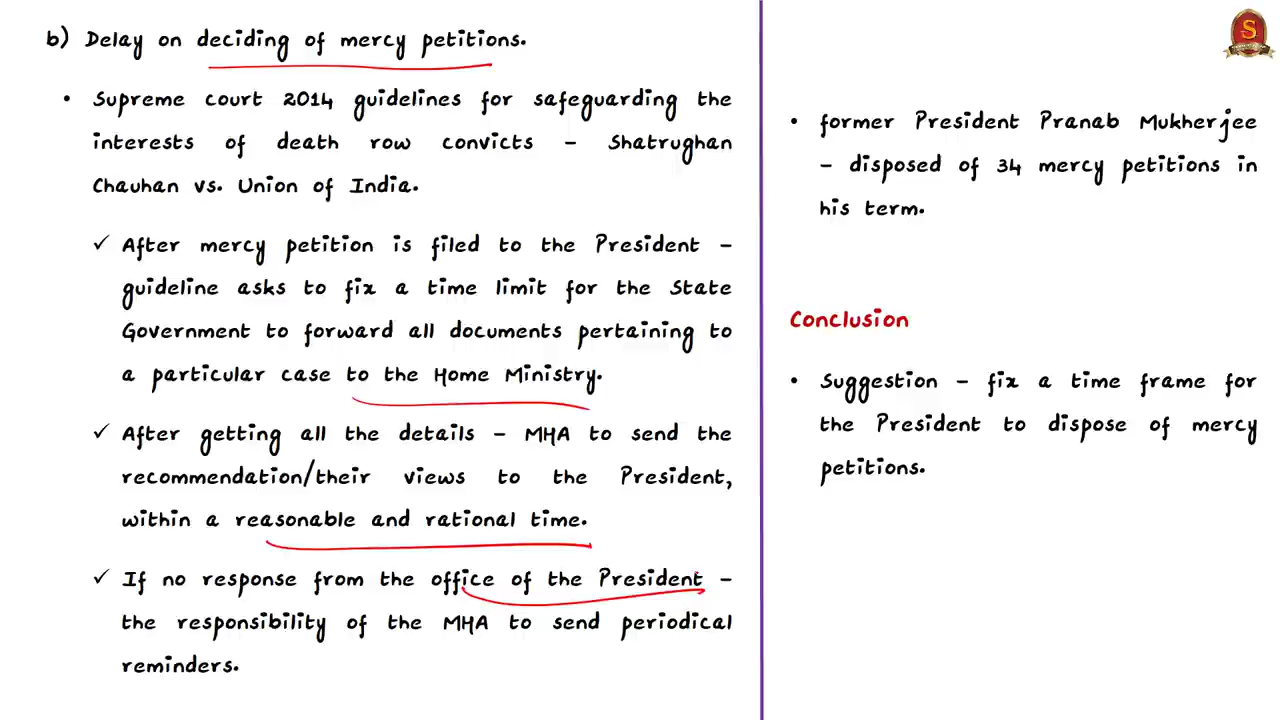 b) Delay on deciding of mercy petitions.
• Supreme court 2014 guidelines for safeguarding the
interests of death row convicts – Shatrughan
Chauhan vs. Union of India.
✓ After mercy petition is filed to the President –
guideline asks to fix a time limit for the State
Government to forward all documents pertaining to
a particular case to the Home Ministry.
✓ After getting all the details – MHA to send the
recommendation/their views to the President,
within a reasonable and rational time.
✓ If no response from the office of the President –
the responsibility of the MHA to send periodical
reminders.
S
• former President Pranab Mukherjee
– disposed of 34 mercy petitions in
his term.
Conclusion
• Suggestion – fix a time frame for
the President to dispose of mercy
petitions.